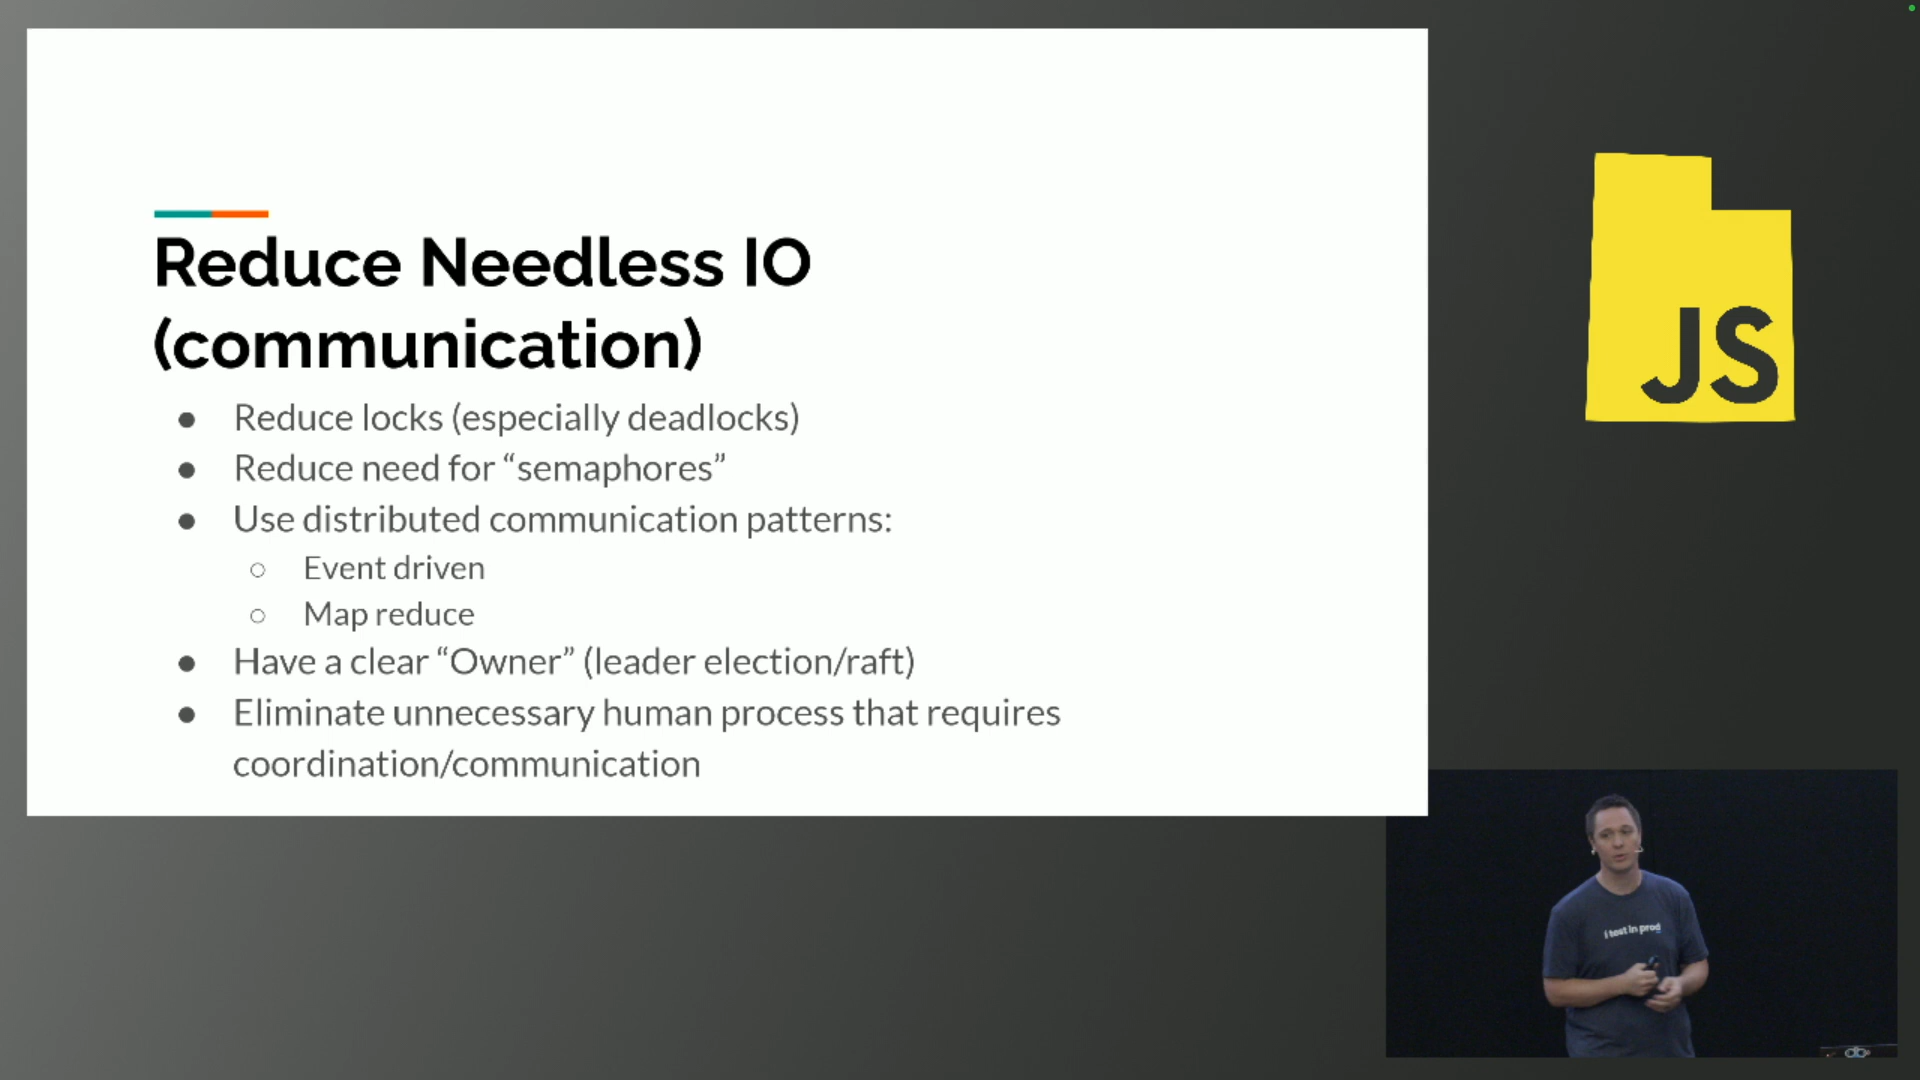 Reduce Needless IO
(communication)
● Reduce locks (especially deadlocks)
● Reduce need for “semaphores”
● Use distributed communication patterns:
○ Event driven
○ Map reduce
● Have a clear “Owner” (leader election/raft)
● Eliminate unnecessary human process that requires
coordination/communication
JS
i test in prod